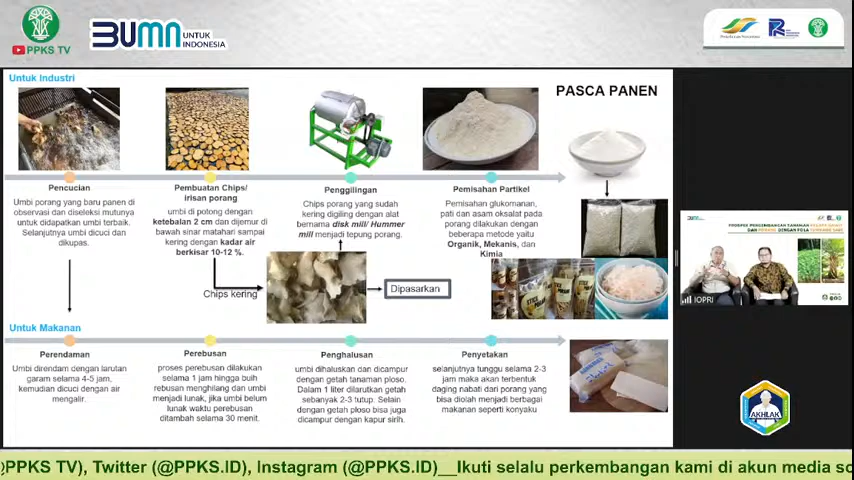 PPKS TV
BUMN UNTUK
INDONESIA
Untuk Industri
PASCA PANEN
Pencucian
Umbi porang yang baru panen di
observasi dan diseleksi mutunya
untuk didapatkan umbi terbaik.
Selanjutnya umbi dicuci dan
dikupas.
Pembuatan Chips/
irisan porang
umbi di potong dengan
ketebalan 2 cm dan dijemur di
bawah sinar matahari sampai
kering dengan kadar air
berkisar 10-12 %.
Penggilingan
Chips porang yang sudah
kering digiling dengan alat
bernama disk mill/ Hummer
mill menjadi tepung porang.
Pemisahan Partikel
Pemisahan glukomanan,
pati dan asam oksalat pada
porang dilakukan dengan
beberapa metode yaitu
Organik, Mekanis, dan
Kimia
Chips kering
Dipasarkan
Untuk Makanan
Perendaman
Umbi direndam dengan larutan
garam selama 4-5 jam,
kemudian dicuci dengan air
mengalir.
Perebusan
proses perebusan dilakukan
selama 1 jam hingga buih
rebusan menghilang dan umbi
menjadi lunak, jika umbi belum
lunak waktu perebusan
ditambah selama 30 menit.
Penghalusan
umbi dihaluskan dan dicampur
dengan getah tanaman ploso.
Dalam 1 liter dilarutkan getah
sebanyak 2-3 tutup. Selain
dengan getah ploso bisa juga
dicampur dengan kapur sirih.
Penyetakan
selanjutnya tunggu selama 2-3
jam maka akan terbentuk
daging nabati dari porang yang
bisa diolah menjadi berbagai
makanan seperti konyaku
IOPRI
AKHLAK
PPKS TV), Twitter (@PPKS.ID), Instagram (@PPKS.ID)__Ikuti selalu perkembangan kami di akun media so